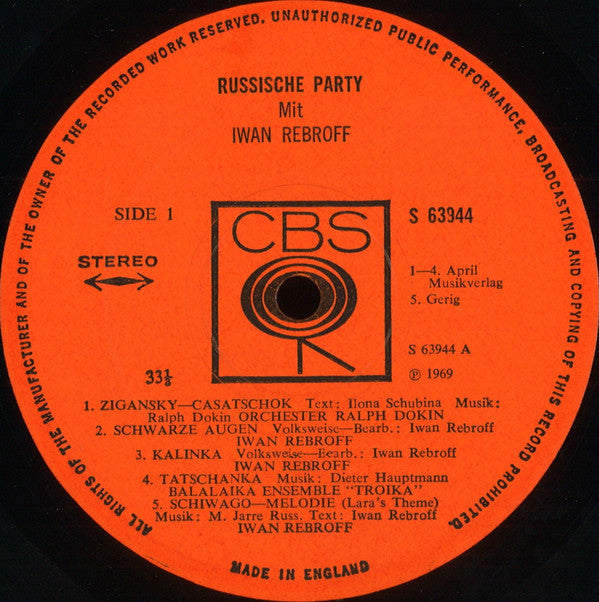 ALL RIGHTS OF THE MANUFACTURER AND OF THE OWNER OF THE RECORDED WORK RESERVED. UNAUTHORIZED PUBLIC PERFORMANCE, BROADCASTING AND COPYING OF THIS RECORD PROHIBITED.
RUSSISCHE PARTY
Mit
IWAN REBROFF
SIDE 1
CBS
S 63944
STEREO
1—4. April
Musikverlag
5. Gerig
S 63944 A
33⅓
℗ 1969
1. ZIGANSKY—CASATSCHOK Text: Ilona Schubina Musik:
Ralph Dokin ORCHESTER RALPH DOKIN
2. SCHWARZE AUGEN Volksweise—Bearb.: Iwan Rebroff
IWAN REBROFF
3. KALINKA Volksweise—Bearb.: Iwan Rebroff
IWAN REBROFF
4. TATSCHANKA Musik: Dieter Hauptmann
BALALAIKA ENSEMBLE "TROIKA"
5. SCHIWAGO—MELODIE (Lara's Theme)
Musik: M. Jarre Russ. Text: Iwan Rebroff
IWAN REBROFF
MADE IN ENGLAND